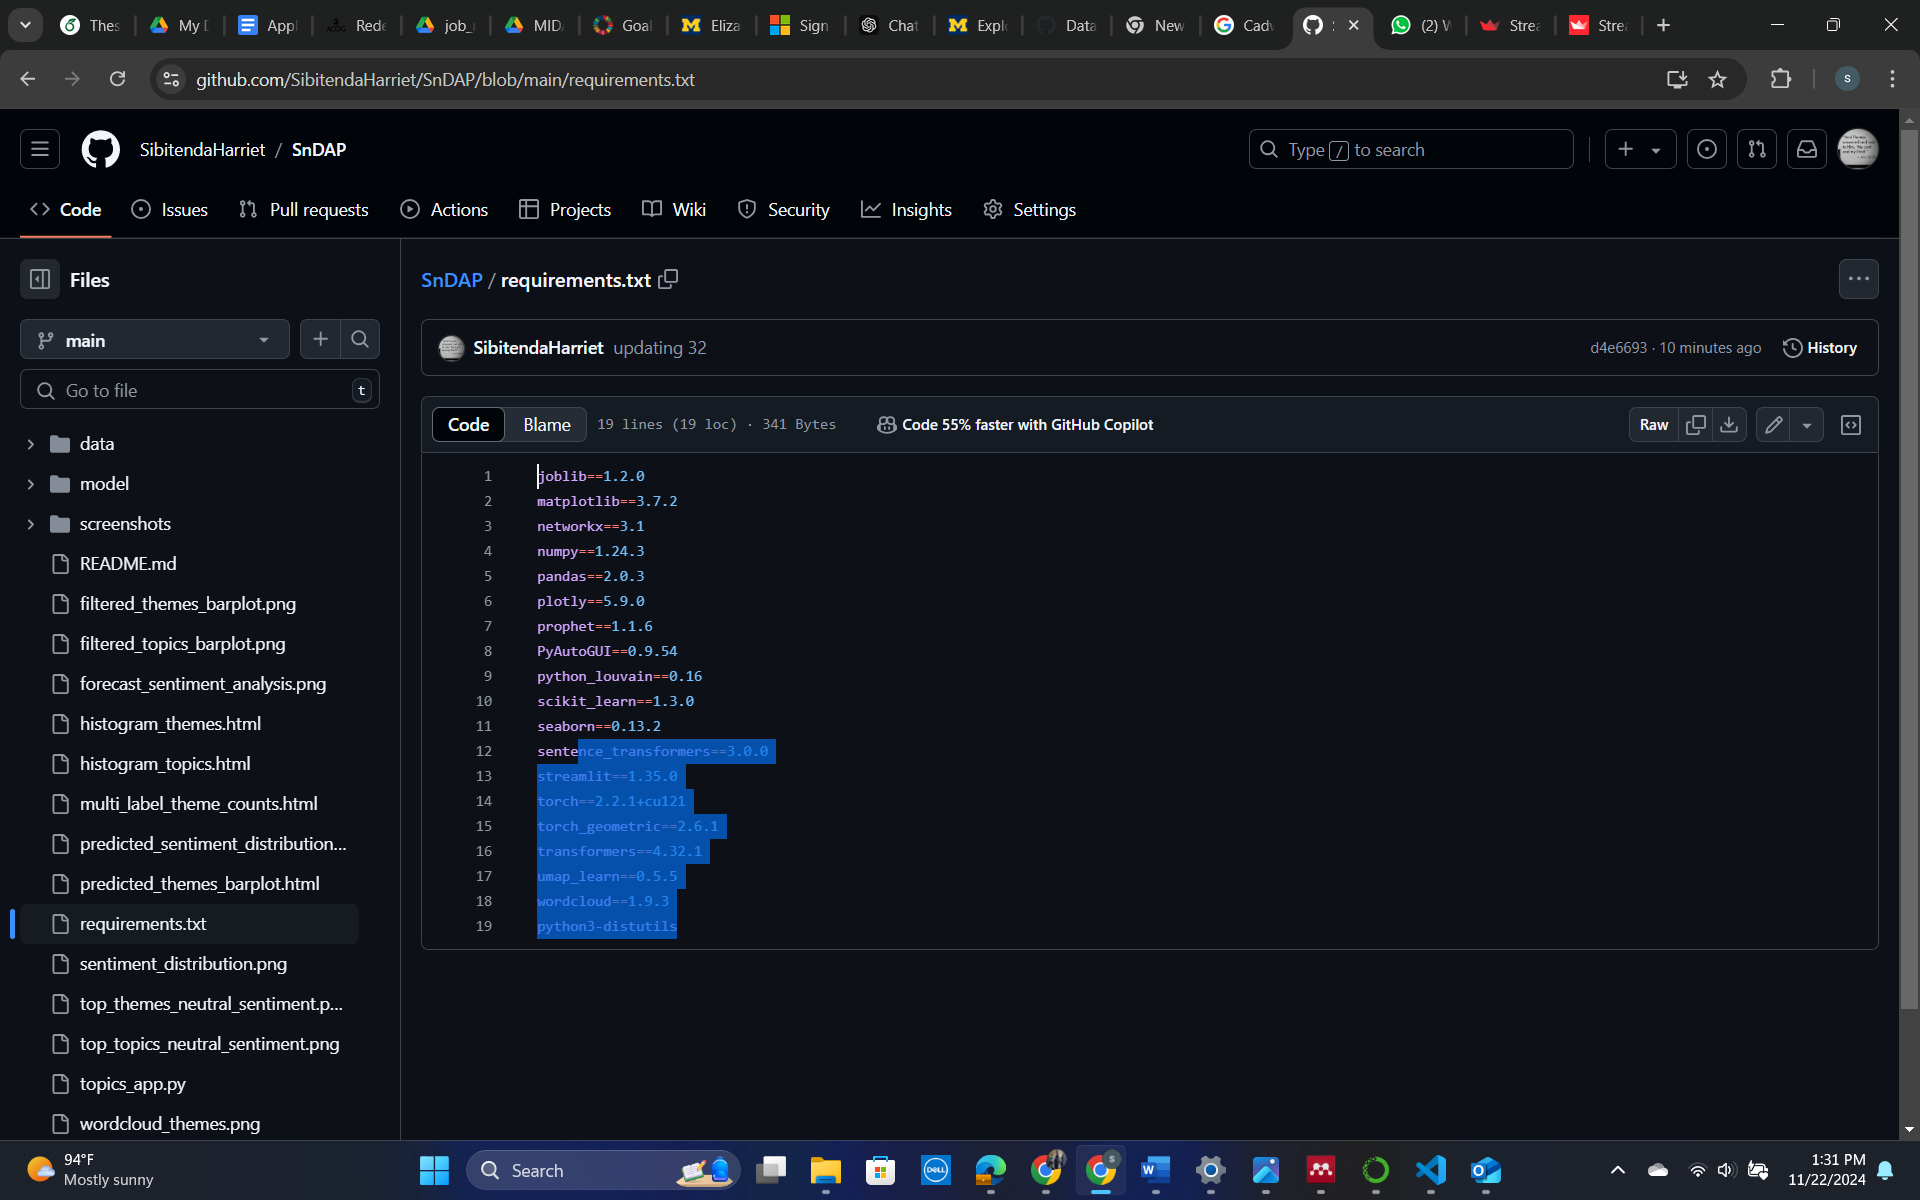 Thes
My D
Appl
Rede
job_r
MIDA
Goal
Eliza
Sign
Chat
Expl
Data
New
Cadv
(2) W
Strea
Strea
github.com/SibitendaHarriet/SnDAP/blob/main/requirements.txt
S
SibitendaHarriet / SnDAP
Type / to search
Code
Issues
Pull requests
Actions
Projects
Wiki
Security
Insights
Settings
Files
main
Go to file
t
data
model
screenshots
README.md
filtered_themes_barplot.png
filtered_topics_barplot.png
forecast_sentiment_analysis.png
histogram_themes.html
histogram_topics.html
multi_label_theme_counts.html
predicted_sentiment_distribution...
predicted_themes_barplot.html
requirements.txt
sentiment_distribution.png
top_themes_neutral_sentiment.p...
top_topics_neutral_sentiment.png
topics_app.py
wordcloud_themes.png
SnDAP / requirements.txt
SibitendaHarriet updating 32
d4e6693 · 10 minutes ago
History
Code
Blame
19 lines (19 loc) · 341 Bytes
Code 55% faster with GitHub Copilot
Raw
1 joblib==1.2.0
2 matplotlib==3.7.2
3 networkx==3.1
4 numpy==1.24.3
5 pandas==2.0.3
6 plotly==5.9.0
7 prophet==1.1.6
8 PyAutoGUI==0.9.54
9 python_louvain==0.16
10 scikit_learn==1.3.0
11 seaborn==0.13.2
12 sentence_transformers==3.0.0
13 streamlit==1.35.0
14 torch==2.2.1+cu121
15 torch_geometric==2.6.1
16 transformers==4.32.1
17 umap_learn==0.5.5
18 wordcloud==1.9.3
19 python3-distutils
94°F
Mostly sunny
Search
DELL
1:31 PM
11/22/2024